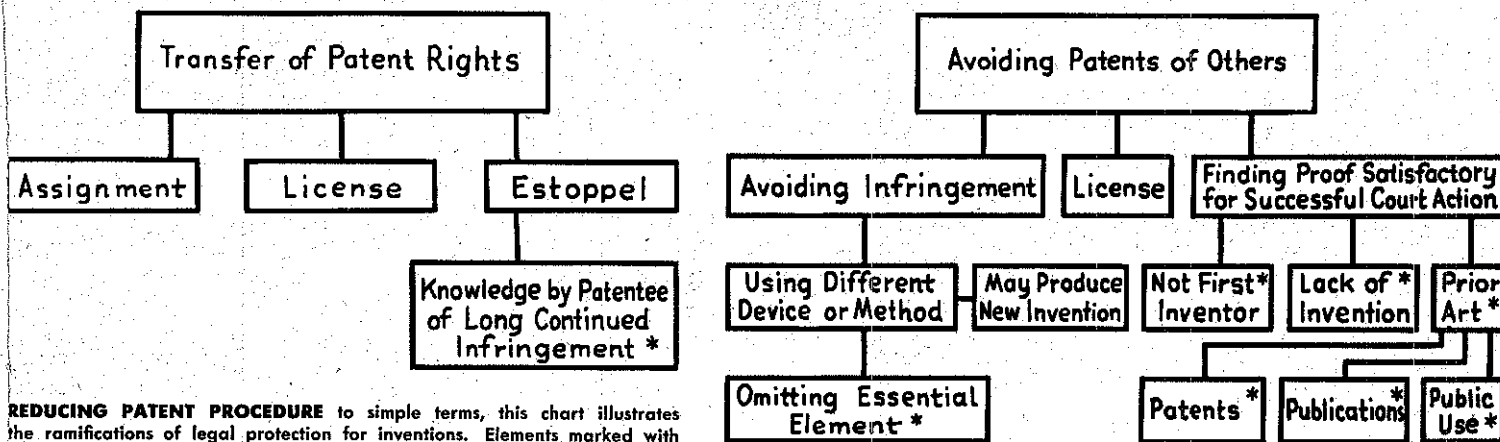 Transfer of Patent Rights
Assignment
License
Estoppel
Knowledge by Patentee
of Long Continued
Infringement *
REDUCING PATENT PROCEDURE to simple terms, this chart illustrates
the ramifications of legal protection for inventions. Elements marked with
Avoiding Patents of Others
Avoiding Infringement
License
Finding Proof Satisfactory
for Successful Court Action
Using Different
Device or Method
May Produce
New Invention
Not First*
Inventor
Lack of *
Invention
Prior
Art *
Omitting Essential
Element *
Patents *
Publications*
Public
Use *